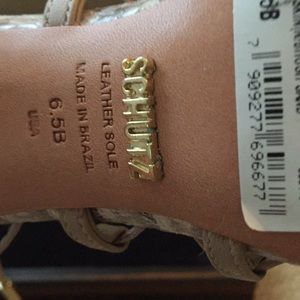 SCHUTZ
LEATHER SOLE
MADE IN BRAZIL
6.5B
USA
7 909277 696677